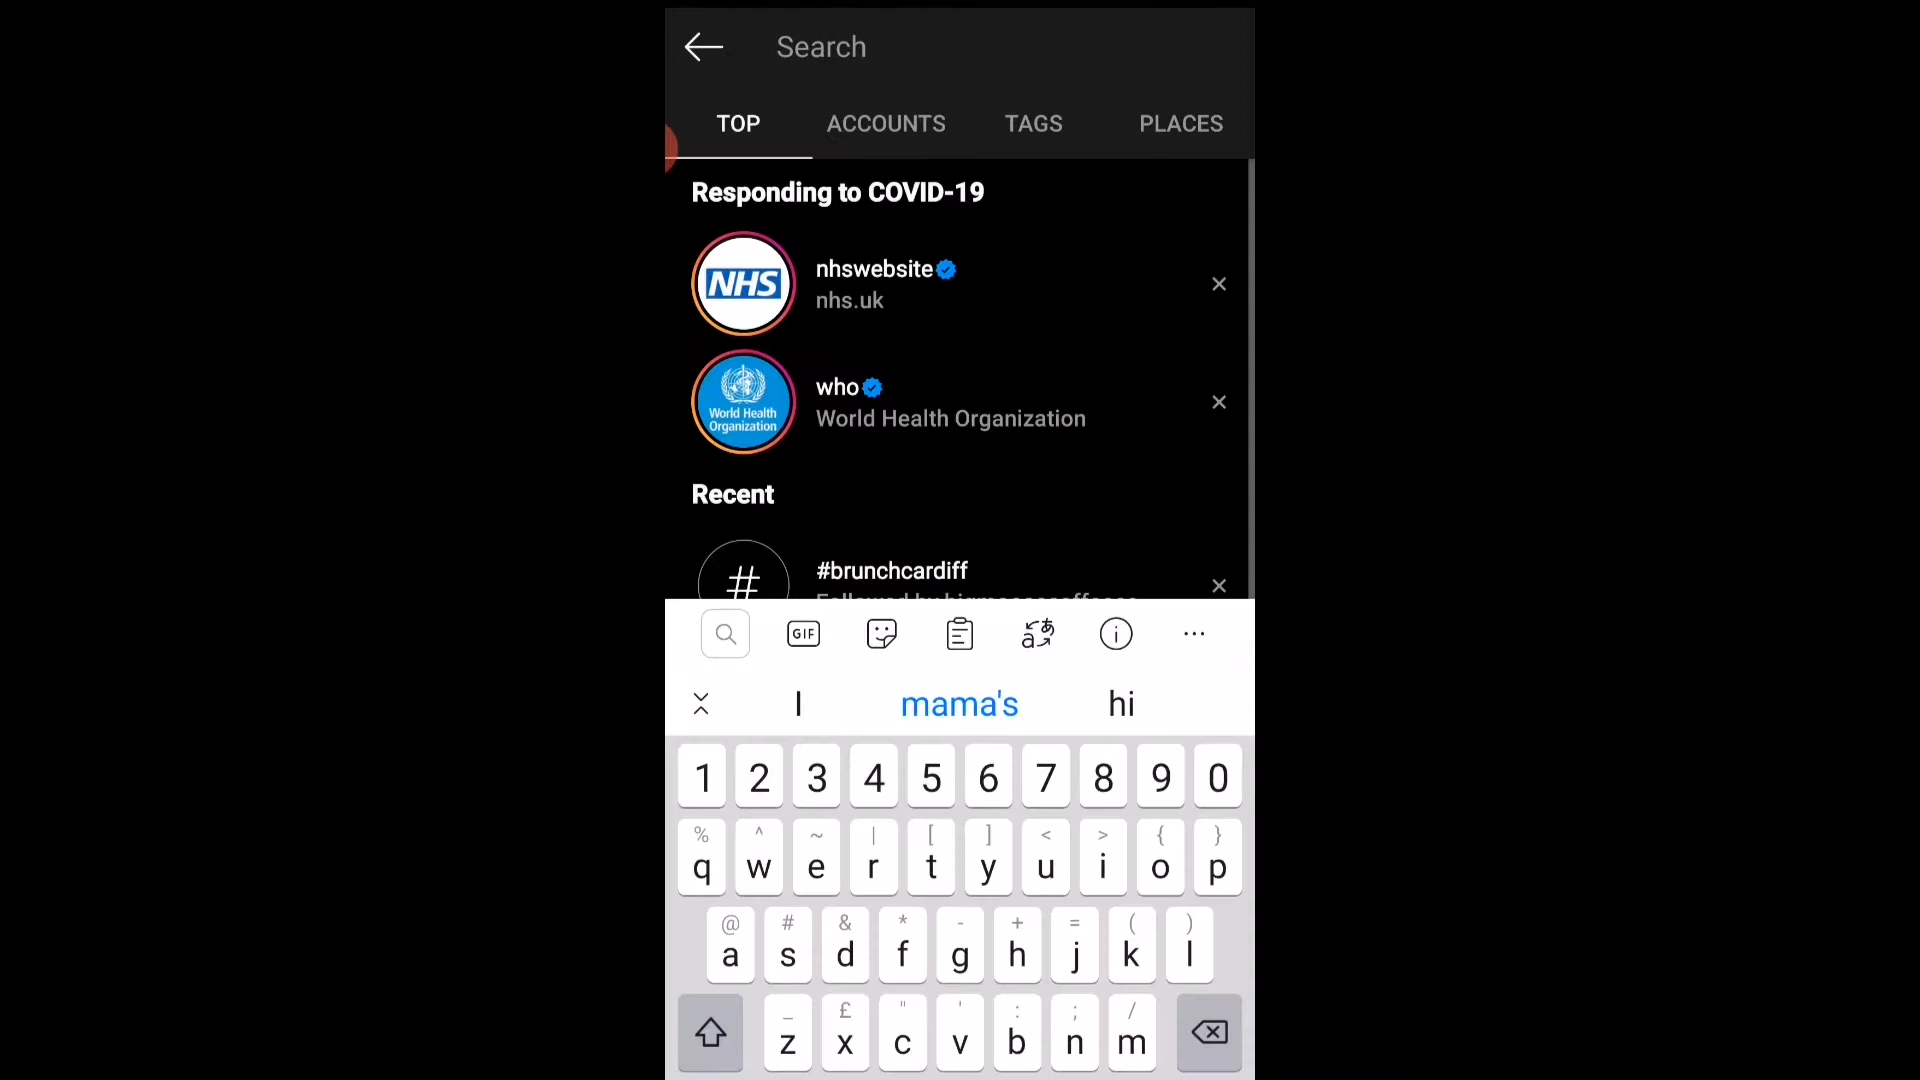 Search
TOP ACCOUNTS TAGS PLACES
Responding to COVID-19
NHS
nhswebsite
nhs.uk
World Health
Organization
who
World Health Organization
Recent
#
#brunchcardiff
GIF
I mama's hi
1 2 3 4 5 6 7 8 9 0
% ^ ~ | [ ] < > { }
q w e r t y u i o p
@ # & * - + = ( )
a s d f g h j k l
_ £ " ' : ; /
z x c v b n m